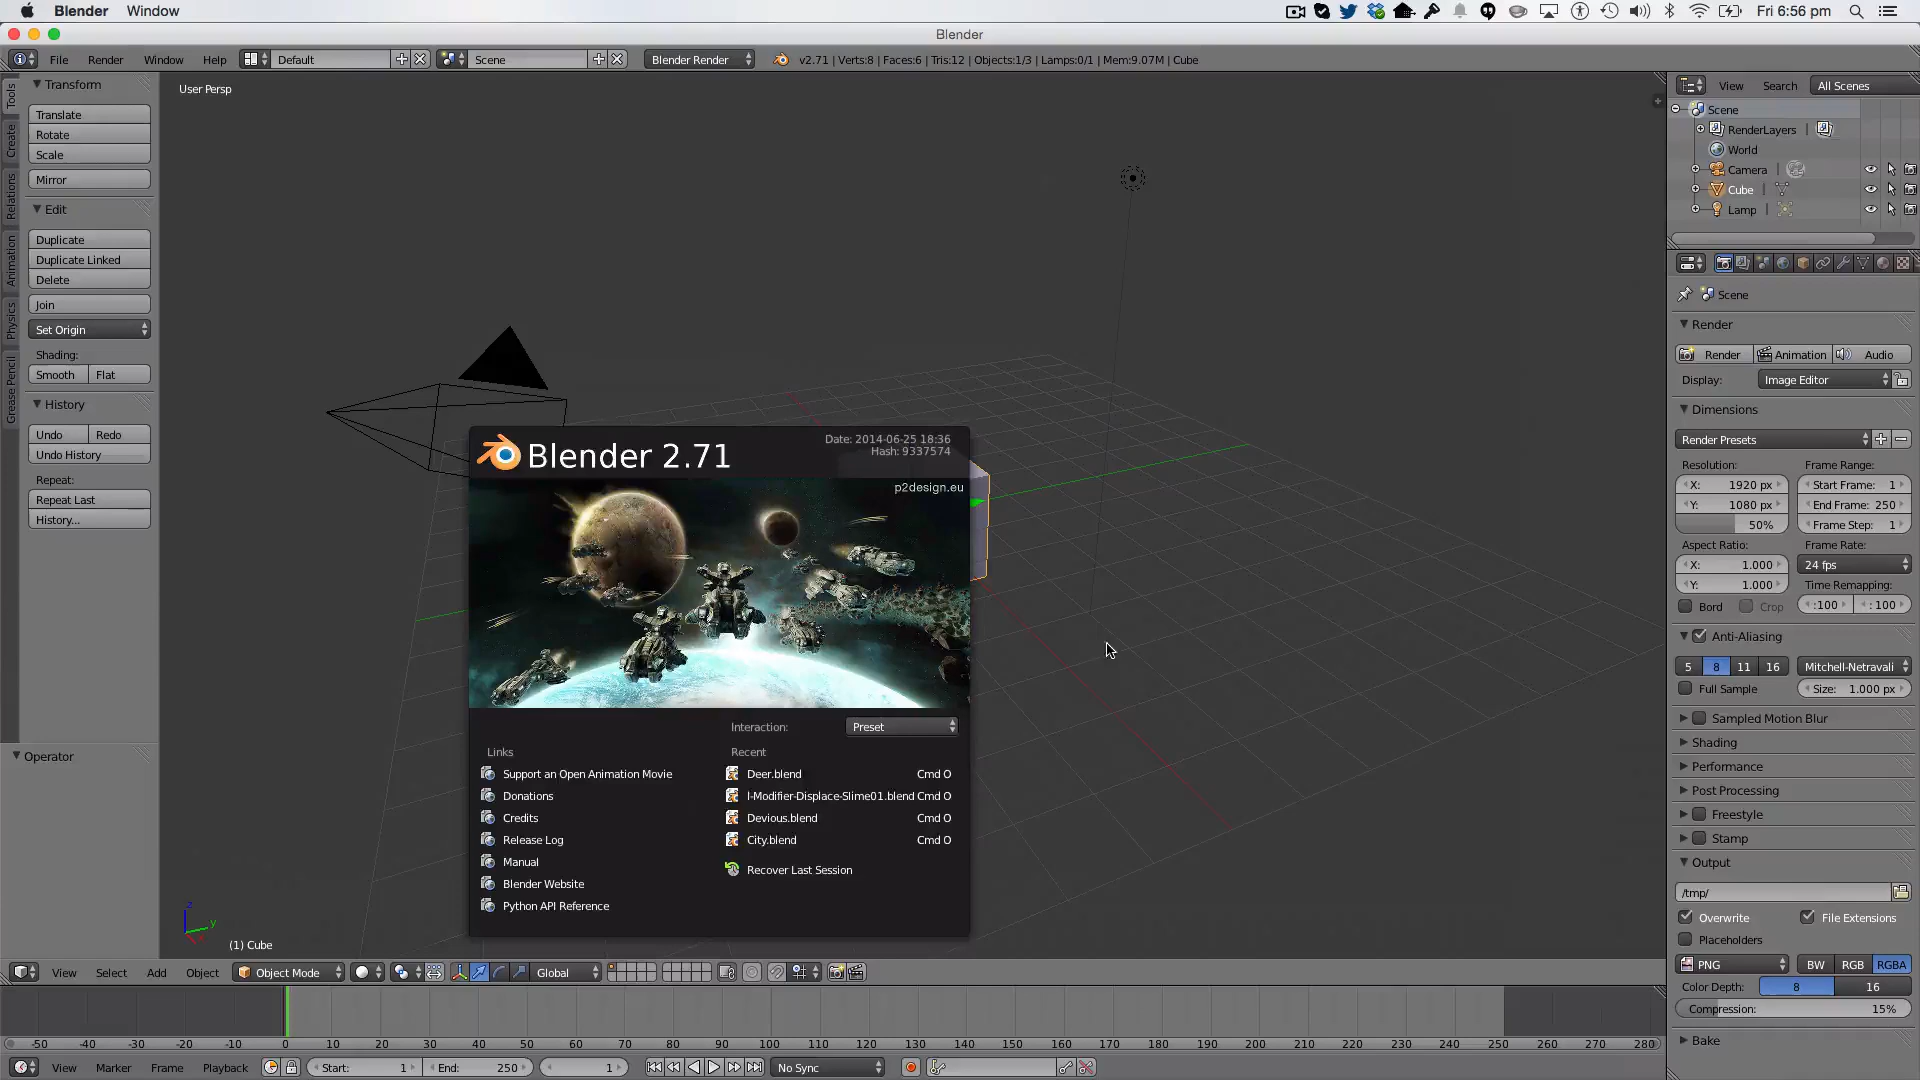 Blender Window Fri 6:56 pm
Blender
File Render Window Help Default Scene Blender Render v2.71 | Verts:8 | Faces:6 | Tris:12 | Objects:1/3 | Lamps:0/1 | Mem:9.07M | Cube
Tools
Create
Relations
Animation
Physics
Grease Pencil
Transform
Translate
Rotate
Scale
Mirror
Edit
Duplicate
Duplicate Linked
Delete
Join
Set Origin
Shading:
Smooth Flat
History
Undo Redo
Undo History
Repeat:
Repeat Last
History...
Operator
User Persp
Blender 2.71
Date: 2014-06-25 18:36
Hash: 9337574
p2design.eu
Interaction: Preset
Links Recent
Support an Open Animation Movie Deer.blend Cmd O
Donations l-Modifier-Displace-Slime01.blend Cmd O
Credits Devious.blend Cmd O
Release Log City.blend Cmd O
Manual
Recover Last Session
Blender Website
Python API Reference
z
y
(1) Cube
View Select Add Object Object Mode Global
-50 -40 -30 -20 -10 0 10 20 30 40 50 60 70 80 90 100 110 120 130 140 150 160 170 180 190 200 210 220 230 240 250 260 270 280
View Marker Frame Playback Start: 1 End: 250 1 No Sync
View Search All Scenes
Scene
RenderLayers |
World
Camera |
Cube |
Lamp |
Scene
Render
Render Animation Audio
Display: Image Editor
Dimensions
Render Presets
Resolution: Frame Range:
X: 1920 px Start Frame: 1
Y: 1080 px End Frame: 250
50% Frame Step: 1
Aspect Ratio: Frame Rate:
X: 1.000 24 fps
Y: 1.000 Time Remapping:
Bord Crop :100 : 100
Anti-Aliasing
5 8 11 16 Mitchell-Netravali
Full Sample Size: 1.000 px
Sampled Motion Blur
Shading
Performance
Post Processing
Freestyle
Stamp
Output
/tmp/
Overwrite File Extensions
Placeholders
PNG BW RGB RGBA
Color Depth: 8 16
Compression: 15%
Bake